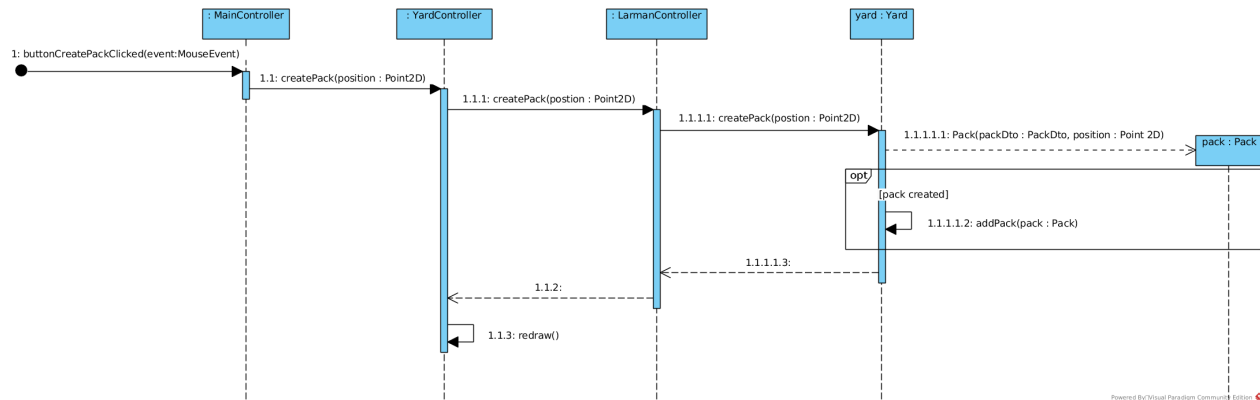 : MainController
: YardController
: LarmanController
yard : Yard
1: buttonCreatePackClicked(event:MouseEvent)
1.1: createPack(position : Point2D)
1.1.1: createPack(postion : Point2D)
1.1.1.1: createPack(postion : Point2D)
1.1.1.1.1: Pack(packDto : PackDto, position : Point 2D)
pack : Pack
opt
[pack created]
1.1.1.1.2: addPack(pack : Pack)
1.1.1.1.3:
1.1.2:
1.1.3: redraw()
Powered By Visual Paradigm Community Edition